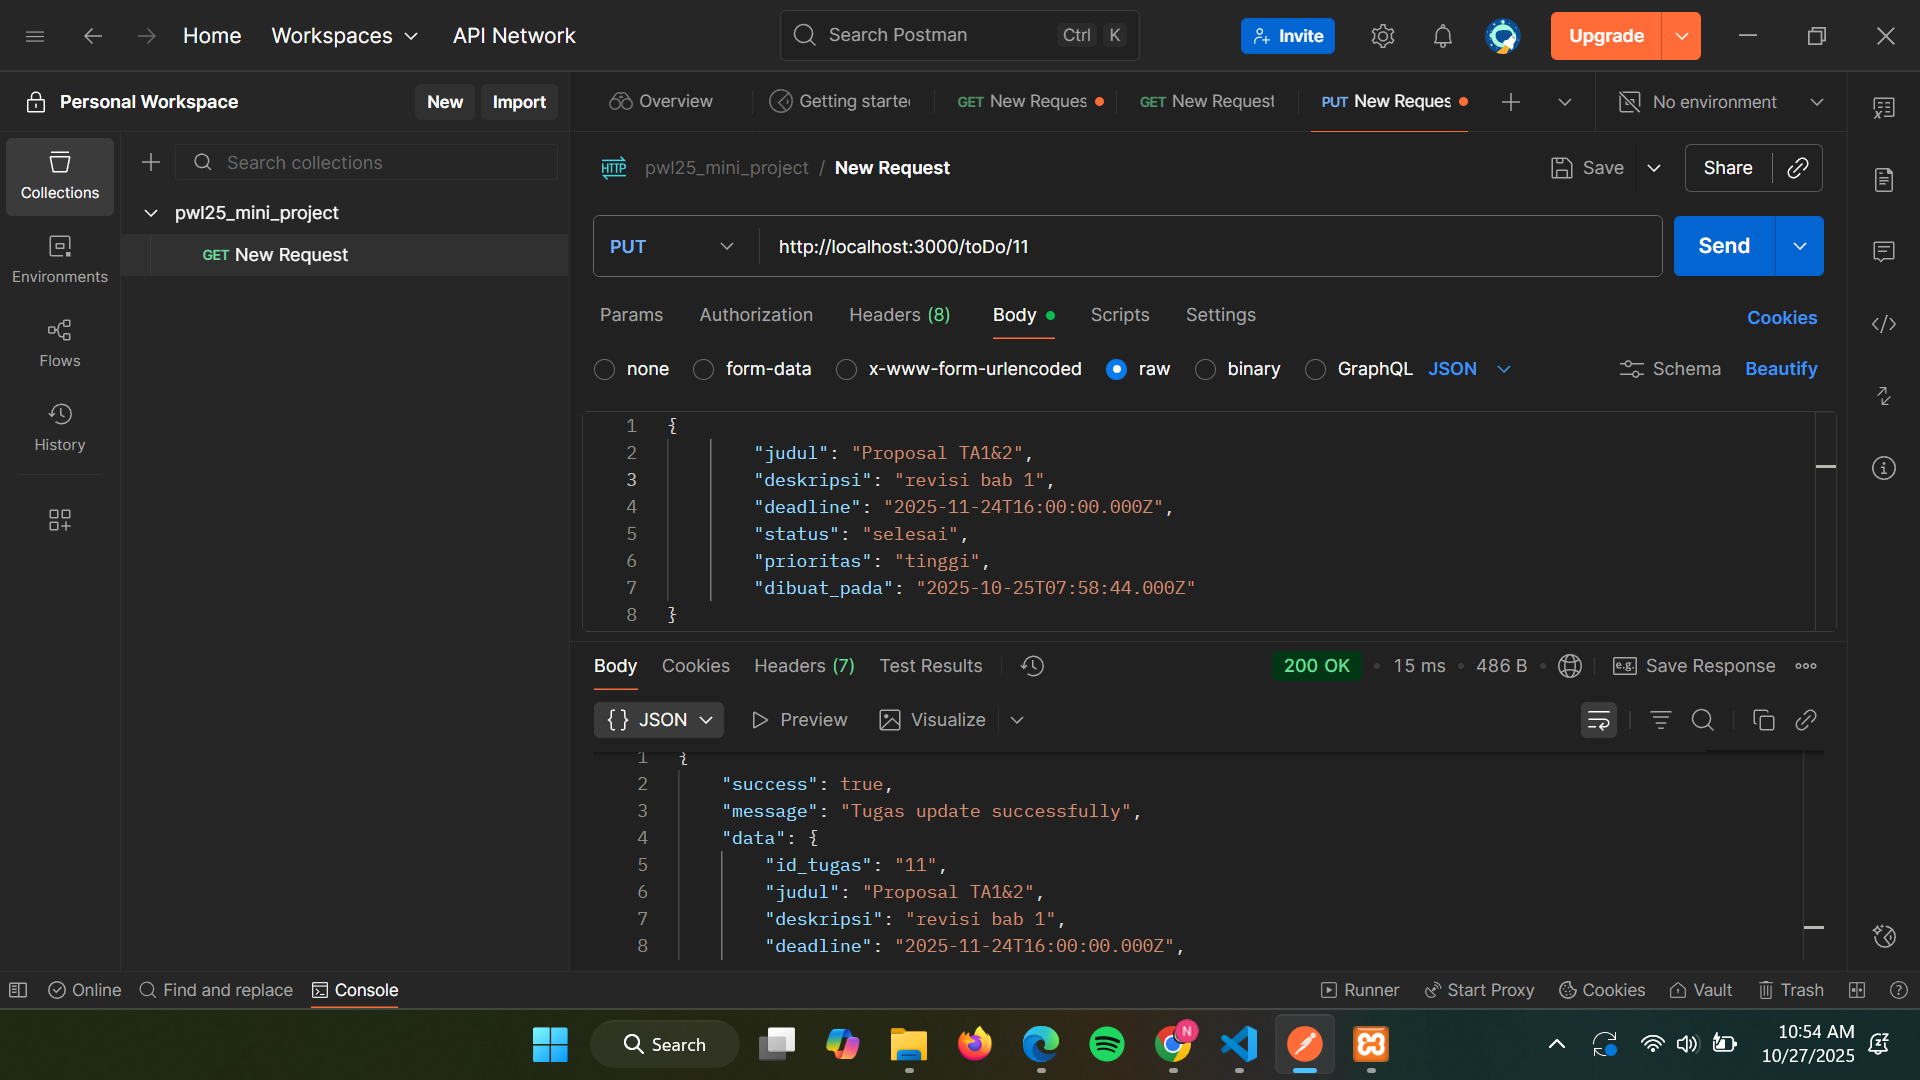 Home
Workspaces
API Network
Search Postman
Ctrl K
Invite
Upgrade
Personal Workspace
New
Import
Overview
Getting starte
GET New Reques
GET New Request
PUT New Reques
No environment
Collections
Environments
Flows
History
Search collections
pwl25_mini_project
GET New Request
HTTP
pwl25_mini_project / New Request
Save
Share
PUT
http://localhost:3000/toDo/11
Send
Params
Authorization
Headers (8)
Body
Scripts
Settings
Cookies
none
form-data
x-www-form-urlencoded
raw
binary
GraphQL
JSON
Schema
Beautify
1 {
2 "judul": "Proposal TA1&2",
3 "deskripsi": "revisi bab 1",
4 "deadline": "2025-11-24T16:00:00.000Z",
5 "status": "selesai",
6 "prioritas": "tinggi",
7 "dibuat_pada": "2025-10-25T07:58:44.000Z"
8 }
Body
Cookies
Headers (7)
Test Results
200 OK
15 ms
486 B
e.g. Save Response
{} JSON
Preview
Visualize
1 {
2 "success": true,
3 "message": "Tugas update successfully",
4 "data": {
5 "id_tugas": "11",
6 "judul": "Proposal TA1&2",
7 "deskripsi": "revisi bab 1",
8 "deadline": "2025-11-24T16:00:00.000Z",
Online
Find and replace
Console
Runner
Start Proxy
Cookies
Vault
Trash
Search
N
10:54 AM
10/27/2025